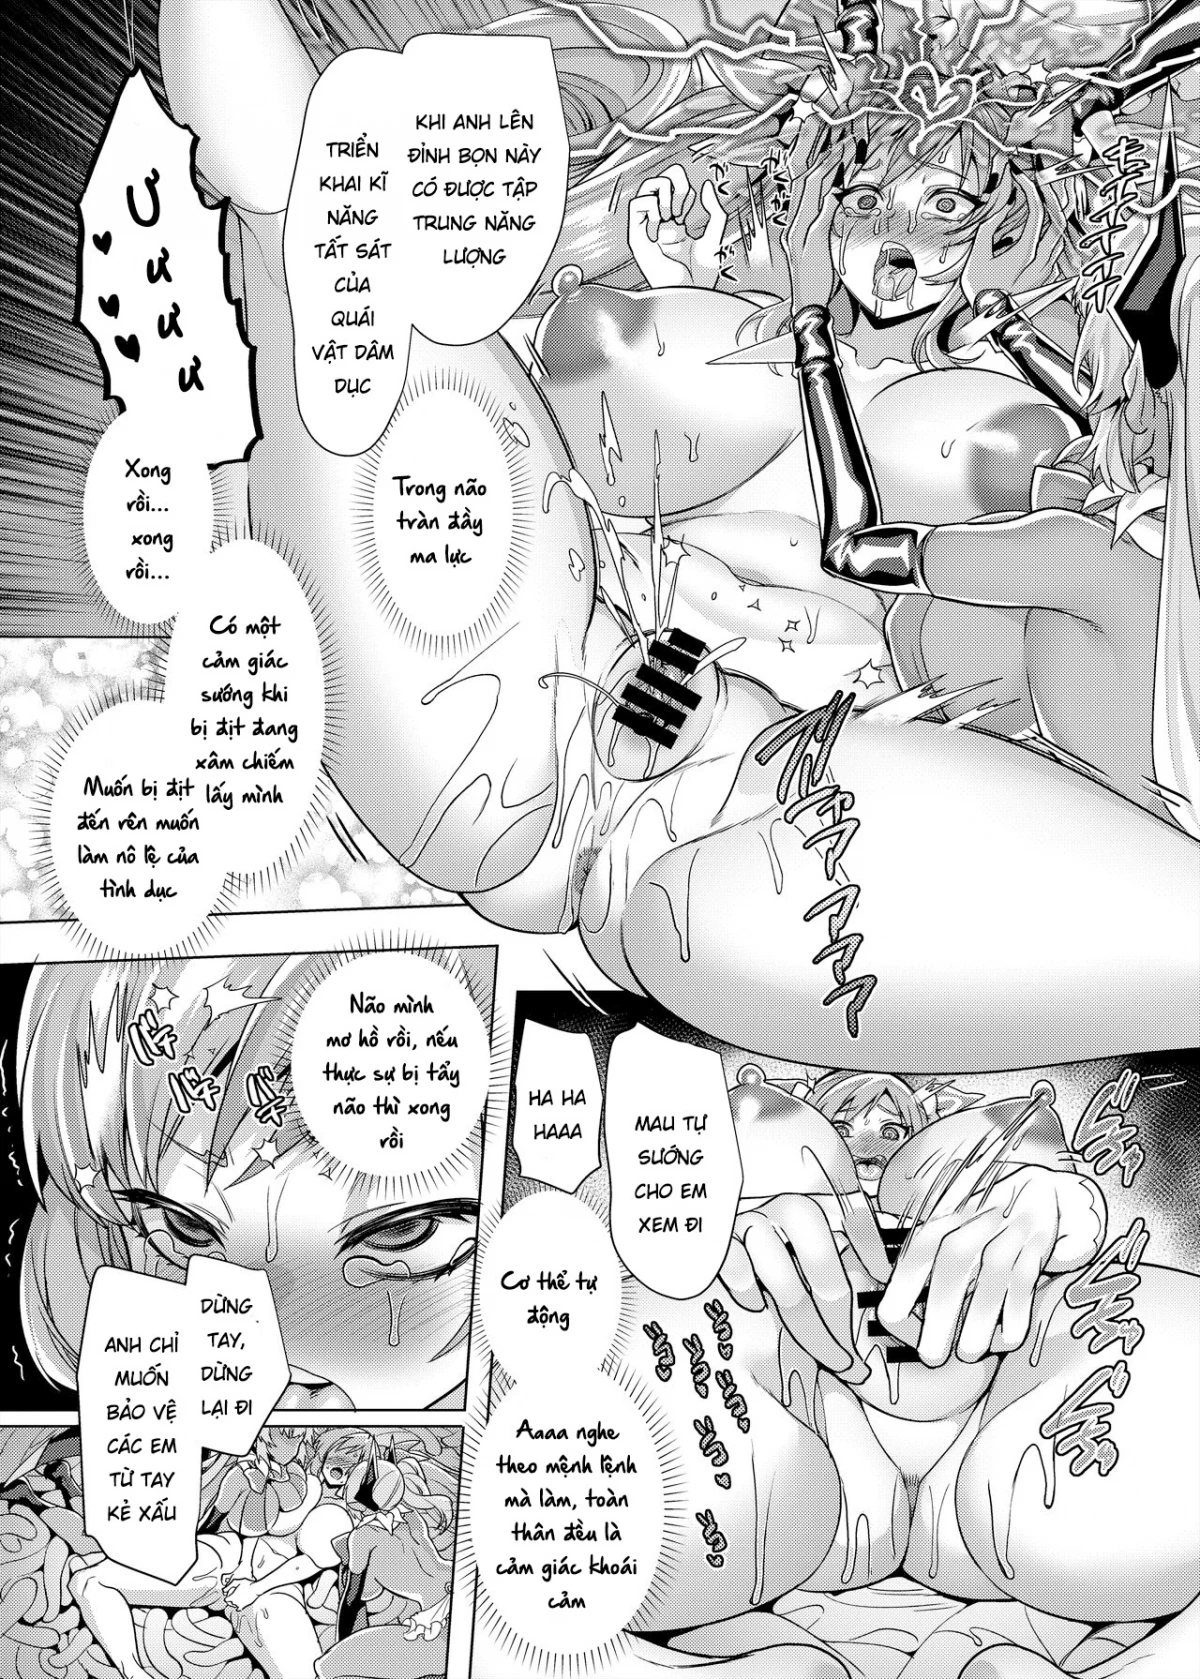 KHI ANH LÊN
ĐỈNH BỌN NÀY
CÓ ĐƯỢC TẬP
TRUNG NĂNG
LƯỢNG
TRIỂN
KHAI KĨ
NĂNG
TẤT SÁT
CỦA
QUÁI
VẬT DÂM
DỤC
Trong não
tràn đầy
ma lực
Ư
Ư
Ư
Ư
Xong
rồi...
xong
rồi...
Có một
cảm giác
sướng khi
bị địt đang
xâm chiếm
lấy mình
Muốn bị địt
đến rên muốn
làm nô lệ của
tình dục
MAU TỰ
SƯỚNG
CHO EM
XEM ĐI
HA HA
HAAA
Cơ thể tự
động
Aaaa nghe
theo mệnh lệnh
mà làm, toàn
thân đều là
cảm giác khoái
cảm
Não mình
mơ hồ rồi, nếu
thực sự bị tẩy
não thì xong
rồi
DỪNG
TAY,
DỪNG
LẠI ĐI
ANH CHỈ
MUỐN
BẢO VỆ
CÁC EM
TỪ TAY
KẺ XẤU